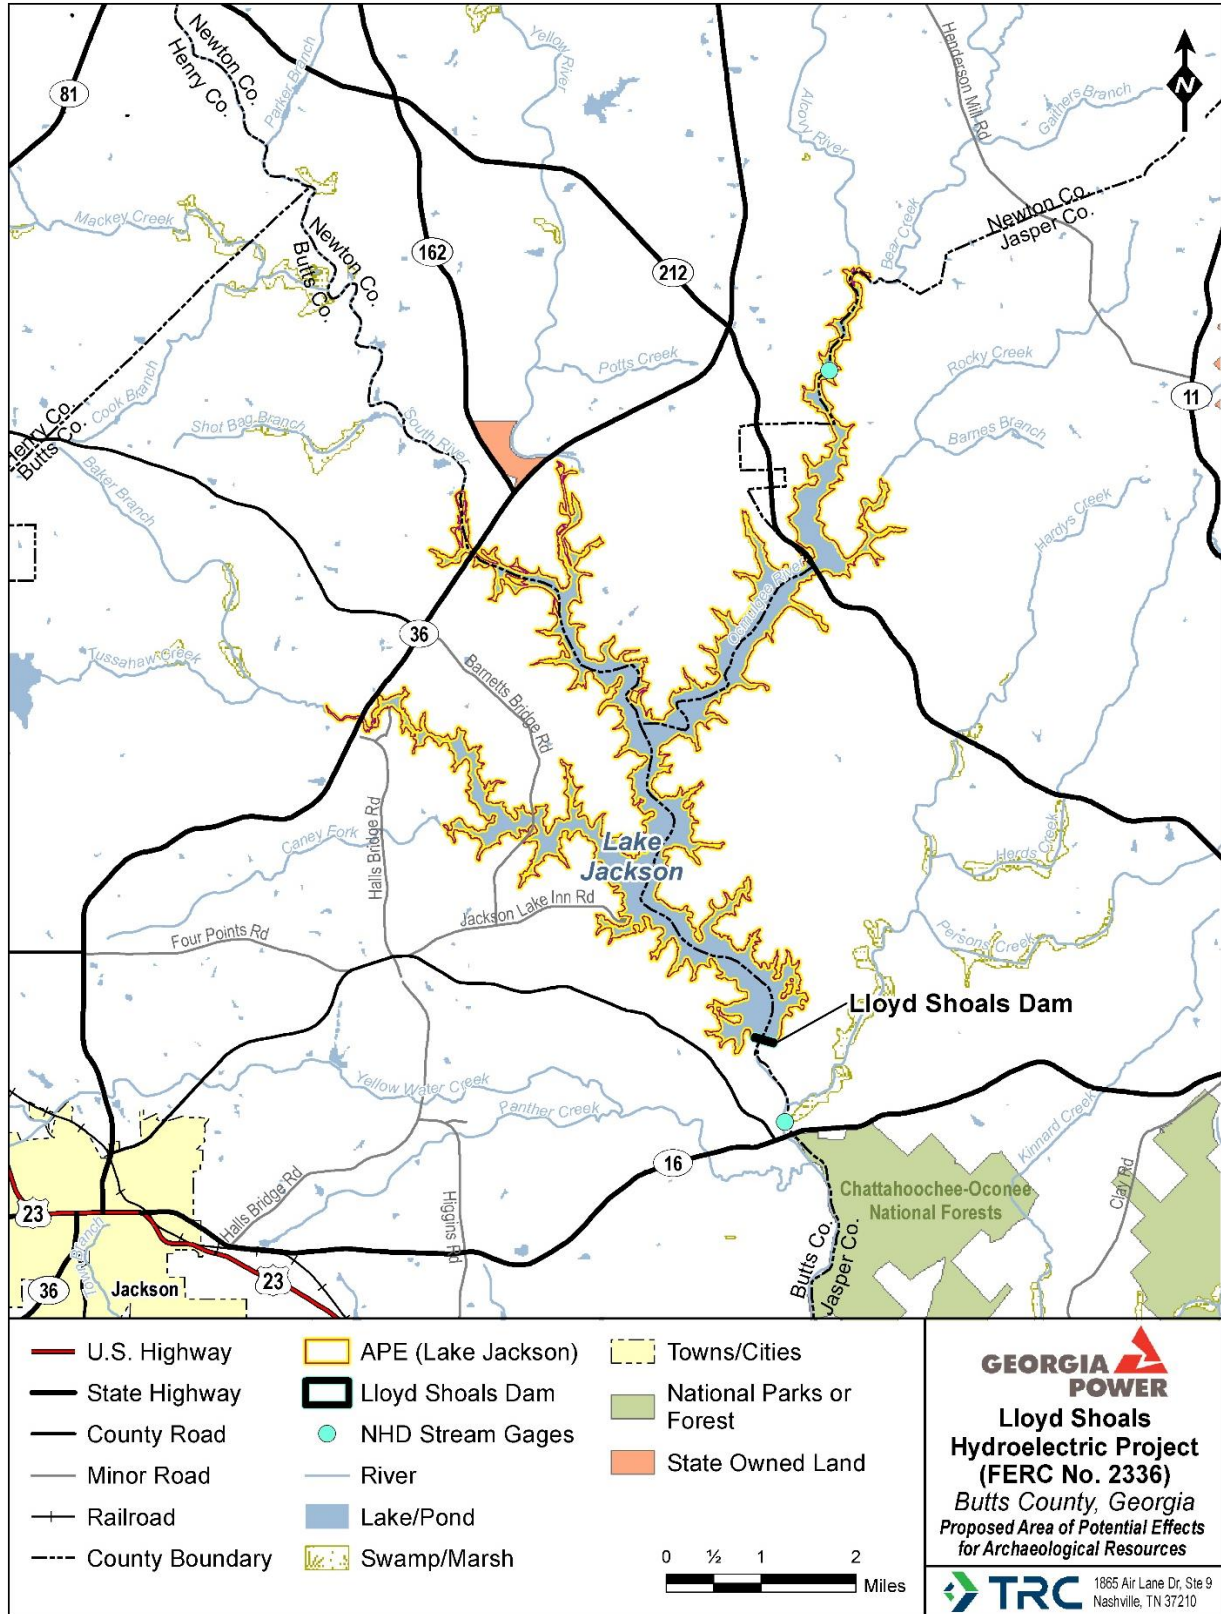 Newton Co.
Henry Co.
Parker Branch
Yellow River
Alcovy River
Henderson Mill Rd
Gaithers Branch
N
81
Mackey Creek
Newton Co.
Butts Co.
162
212
Bear Creek
Newton Co.
Jasper Co.
Potts Creek
Rocky Creek
11
Henry Co.
Butts Co.
Cook Branch
Shot Bag Branch
South River
Barnes Branch
Baker Branch
Hardys Creek
Ocmulgee River
36
Tussahaw Creek
Barnetts Bridge Rd
Halls Bridge Rd
Caney Fork
Lake
Jackson
Herds Creek
Jackson Lake Inn Rd
Four Points Rd
Persons Creek
Lloyd Shoals Dam
Yellow Water Creek
Panther Creek
Kinnard Creek
16
Clay Rd
Chattahoochee-Oconee
National Forests
Halls Bridge Rd
Higgins Rd
23
Town Branch
Butts Co.
Jasper Co.
36
Jackson
23
U.S. Highway
State Highway
County Road
Minor Road
Railroad
County Boundary
APE (Lake Jackson)
Lloyd Shoals Dam
NHD Stream Gages
River
Lake/Pond
Swamp/Marsh
Towns/Cities
National Parks or
Forest
State Owned Land
0 ½ 1 2
Miles
GEORGIA
POWER
Lloyd Shoals
Hydroelectric Project
(FERC No. 2336)
Butts County, Georgia
Proposed Area of Potential Effects
for Archaeological Resources
TRC
1865 Air Lane Dr, Ste 9
Nashville, TN 37210